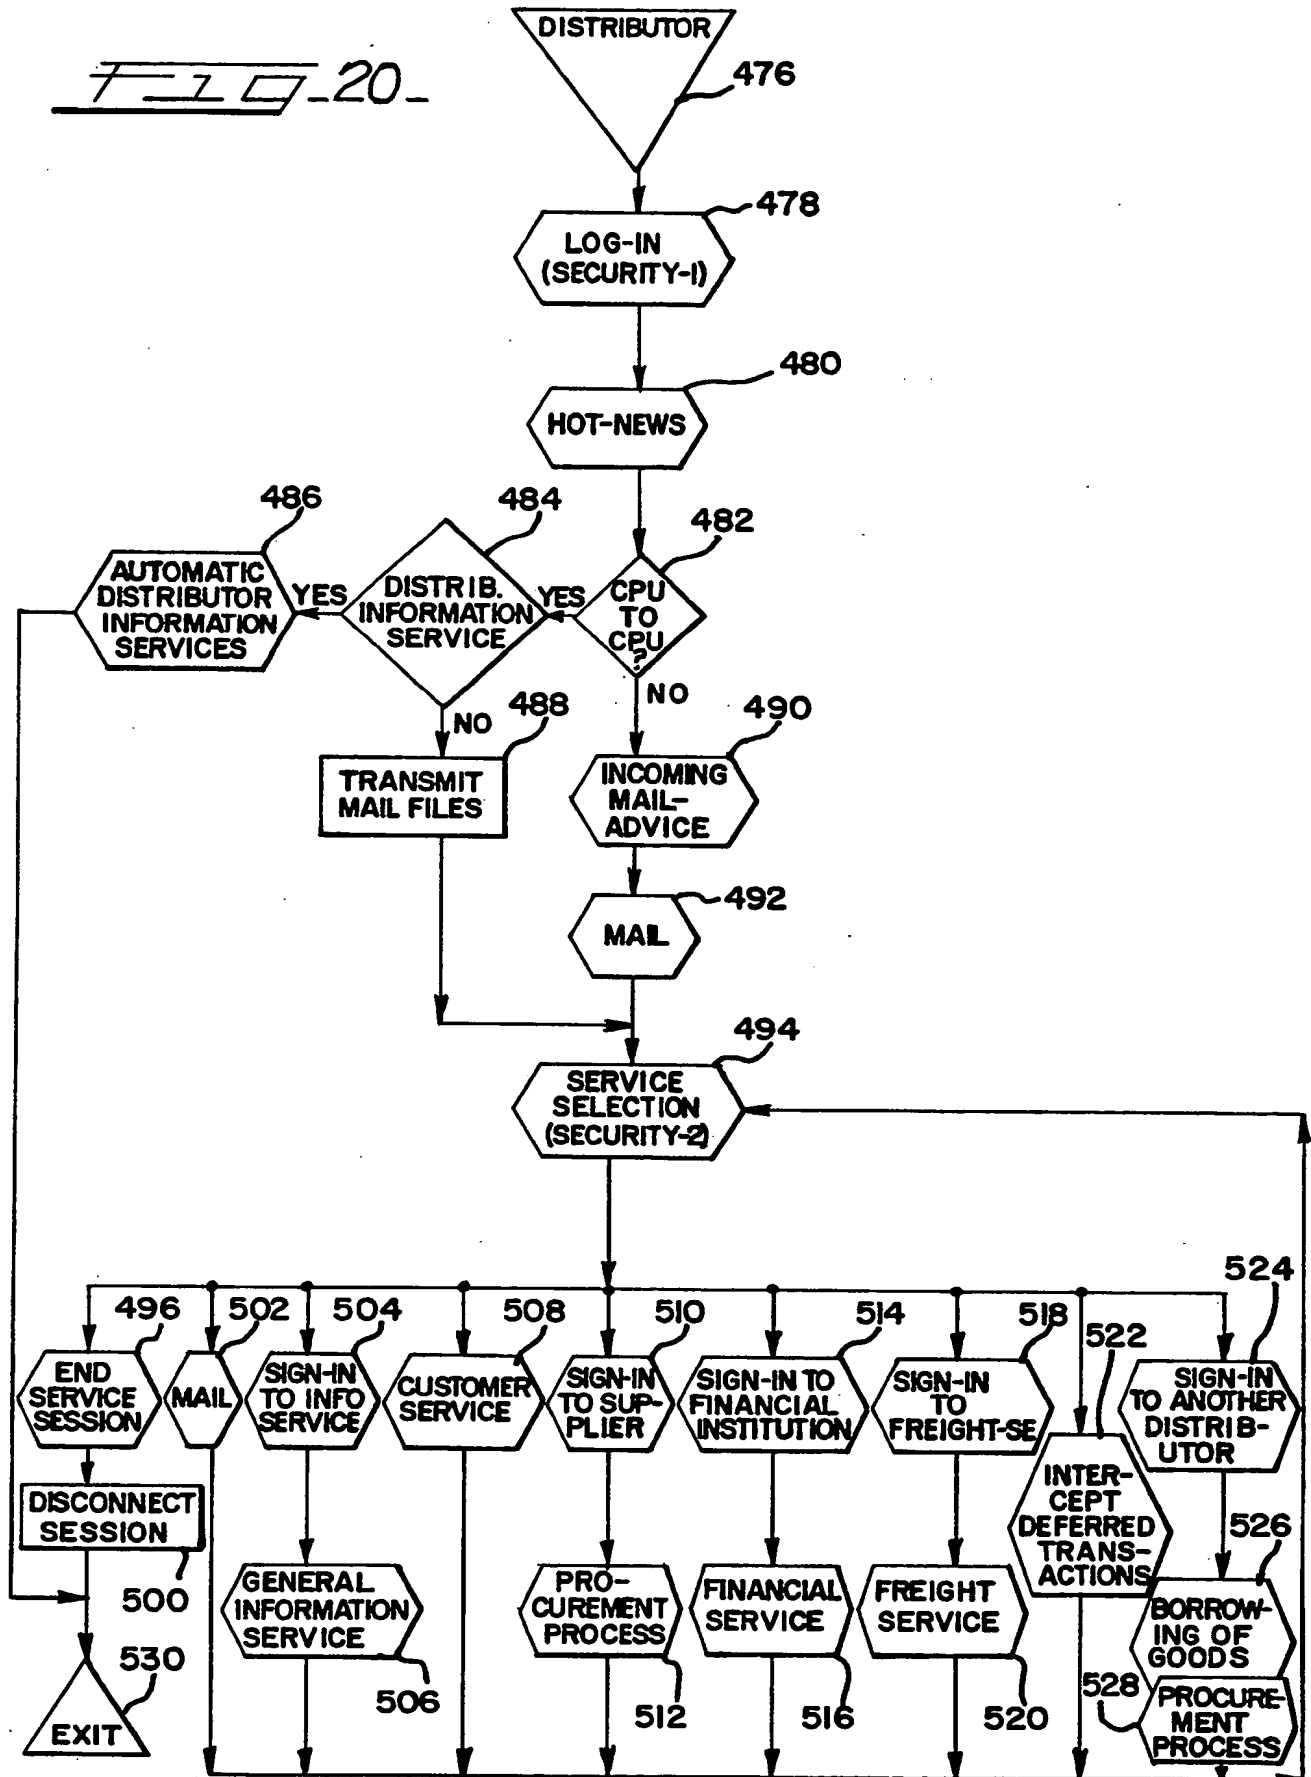 Fig-20-
DISTRIBUTOR
476
478
LOG-IN
(SECURITY-1)
480
HOT-NEWS
486
484
482
AUTOMATIC
DISTRIBUTOR
INFORMATION
SERVICES
YES
DISTRIB.
INFORMATION
SERVICE
YES
CPU
TO
CPU
?
NO
488
NO
490
TRANSMIT
MAIL FILES
INCOMING
MAIL-
ADVICE
492
MAIL
494
SERVICE
SELECTION
(SECURITY-2)
496
502
504
508
510
514
518
522
524
END
SERVICE
SESSION
MAIL
SIGN-IN
TO INFO
SERVICE
CUSTOMER
SERVICE
SIGN-IN
TO SUP-
PLIER
SIGN-IN TO
FINANCIAL
INSTITUTION
SIGN-IN
TO
FREIGHT-SE
INTER-
CEPT
DEFERRED
TRANS-
ACTIONS
SIGN-IN
TO ANOTHER
DISTRIB-
UTOR
DISCONNECT
SESSION
500
GENERAL
INFORMATION
SERVICE
506
PRO-
CUREMENT
PROCESS
512
FINANCIAL
SERVICE
516
FREIGHT
SERVICE
520
526
BORROW-
ING OF
GOODS
528
PROCURE-
MENT
PROCESS
530
EXIT